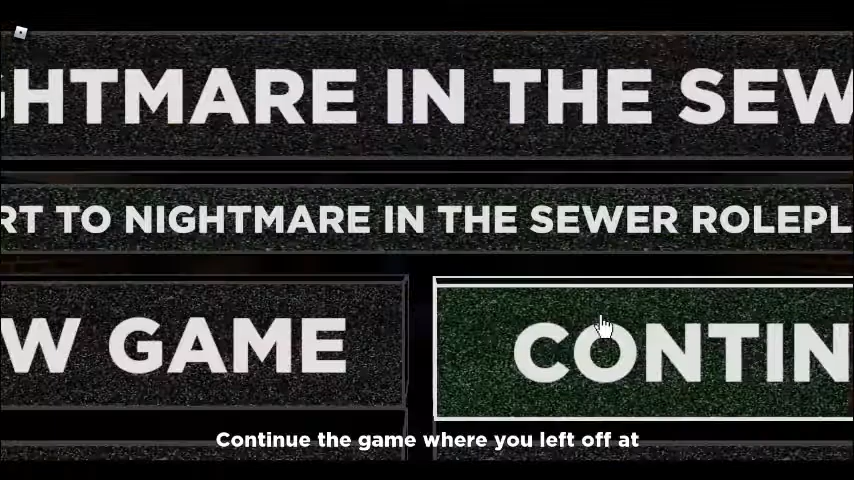 GHTMARE IN THE SEW
RT TO NIGHTMARE IN THE SEWER ROLEPL
W GAME
CONTIN
Continue the game where you left off at